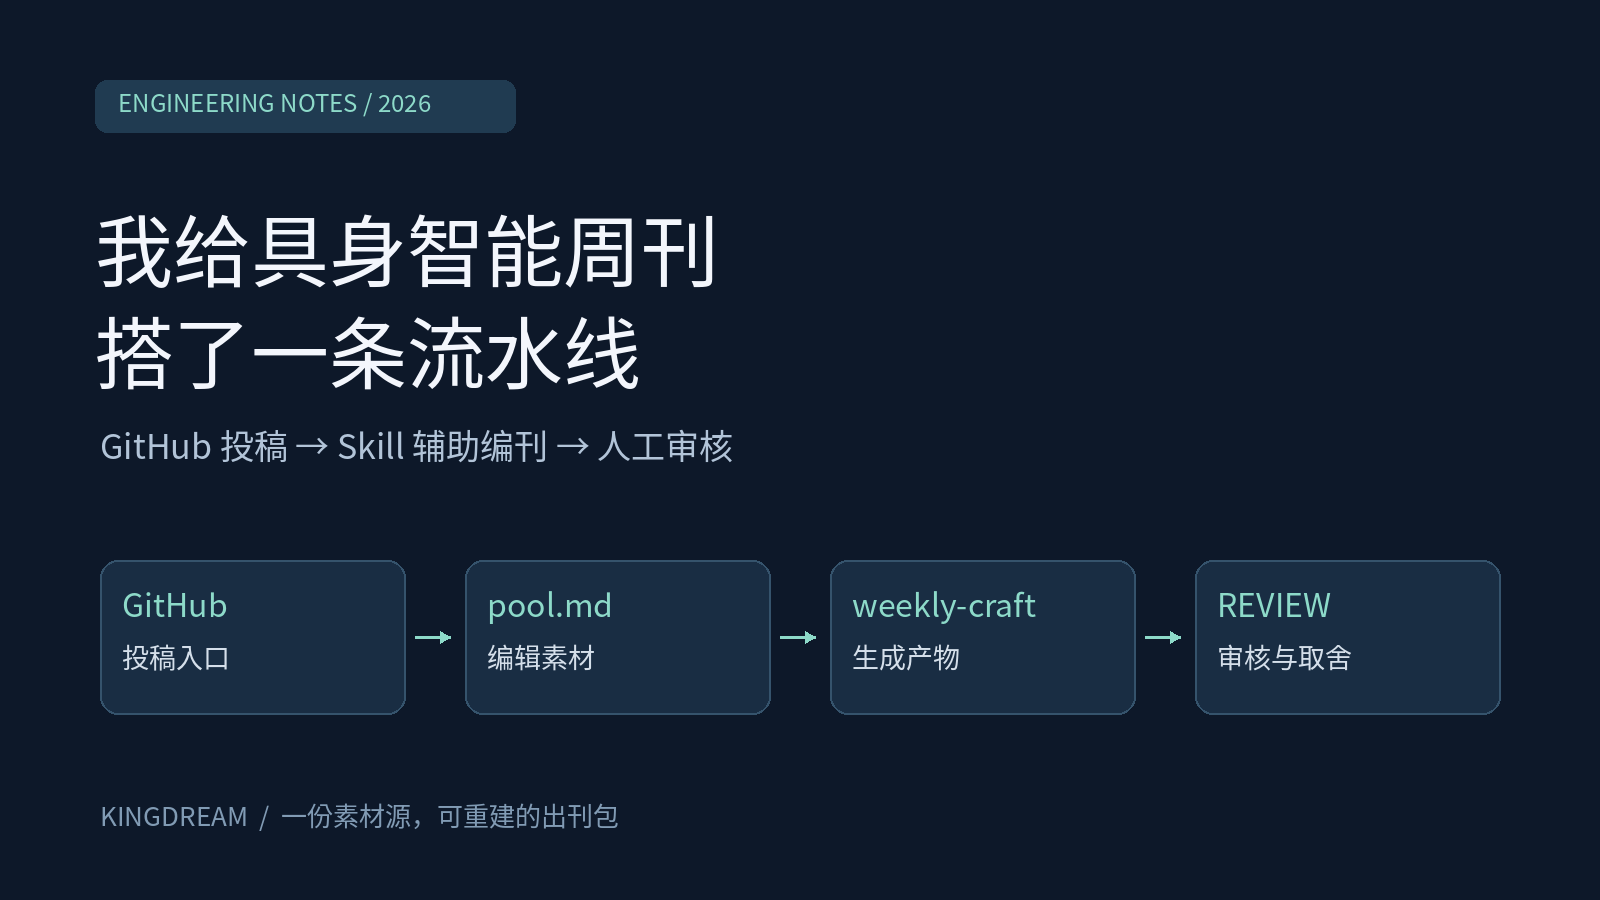 ENGINEERING NOTES / 2026
我给具身智能周刊
搭了一条流水线
GitHub 投稿 → Skill 辅助编刊 → 人工审核
GitHub
投稿入口
pool.md
编辑素材
weekly-craft
生成产物
REVIEW
审核与取舍
KINGDREAM / 一份素材源，可重建的出刊包